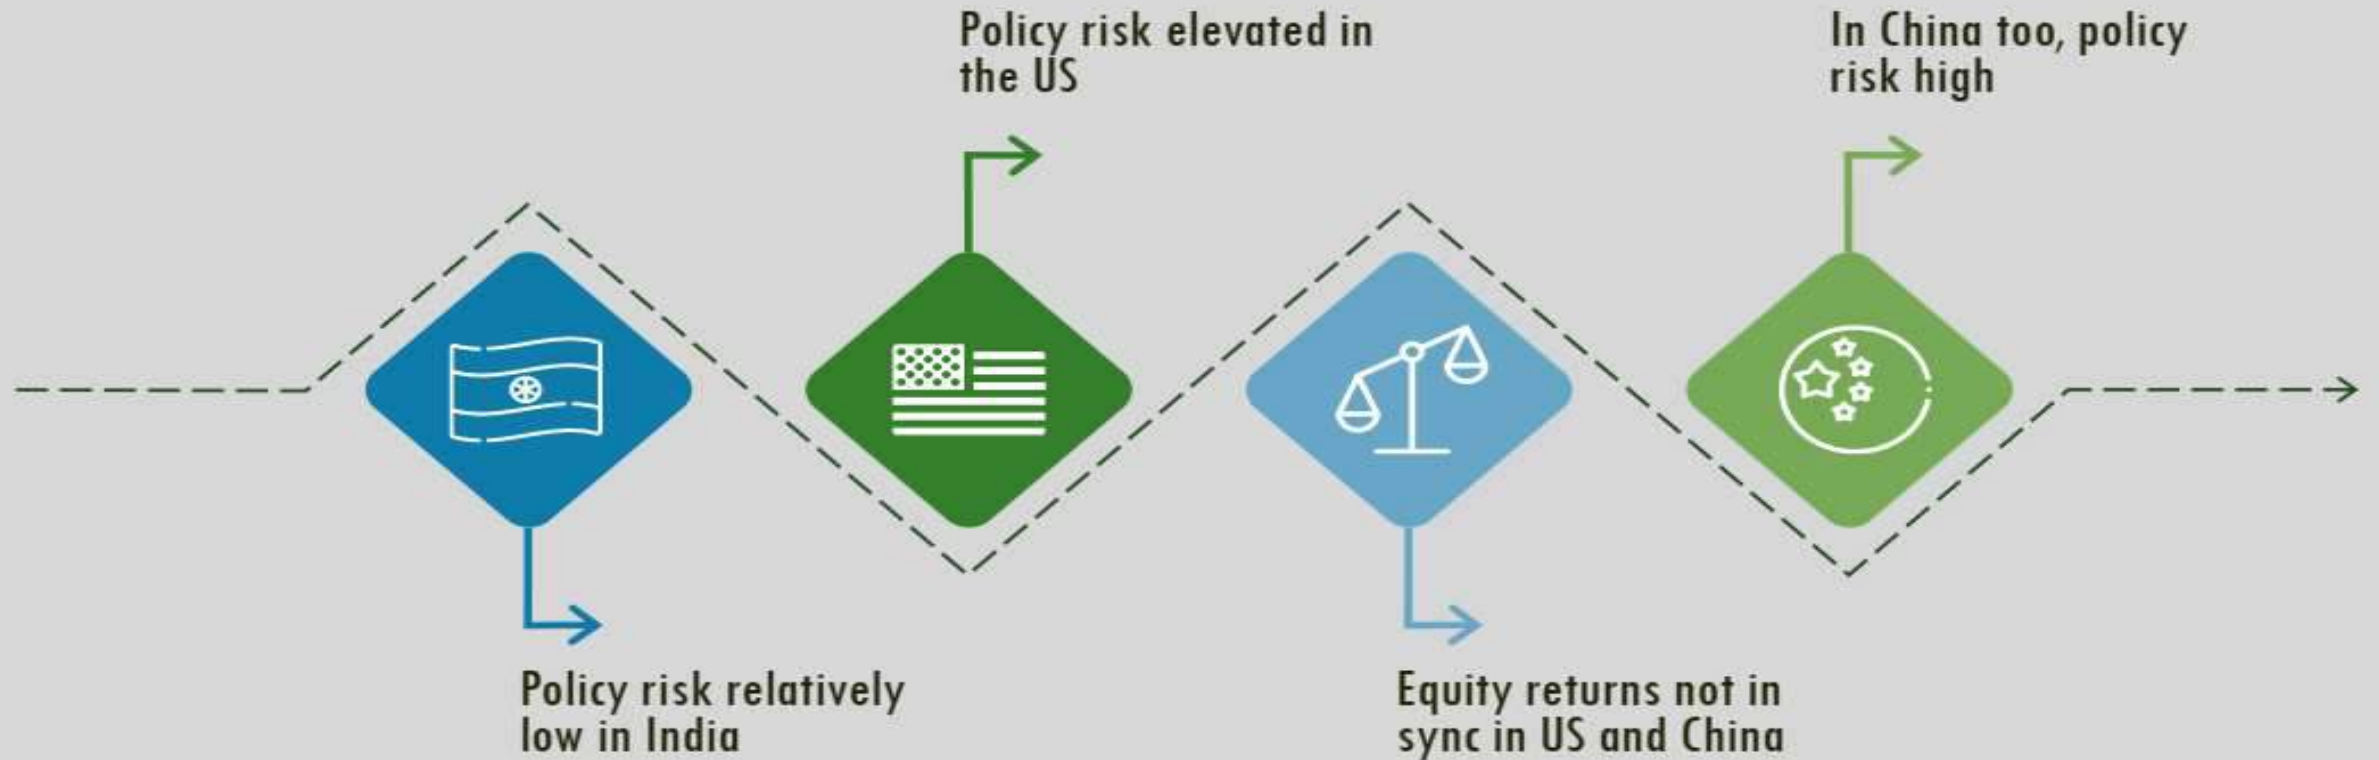 Policy risk elevated in
the US
In China too, policy
risk high
Policy risk relatively
low in India
Equity returns not in
sync in US and China